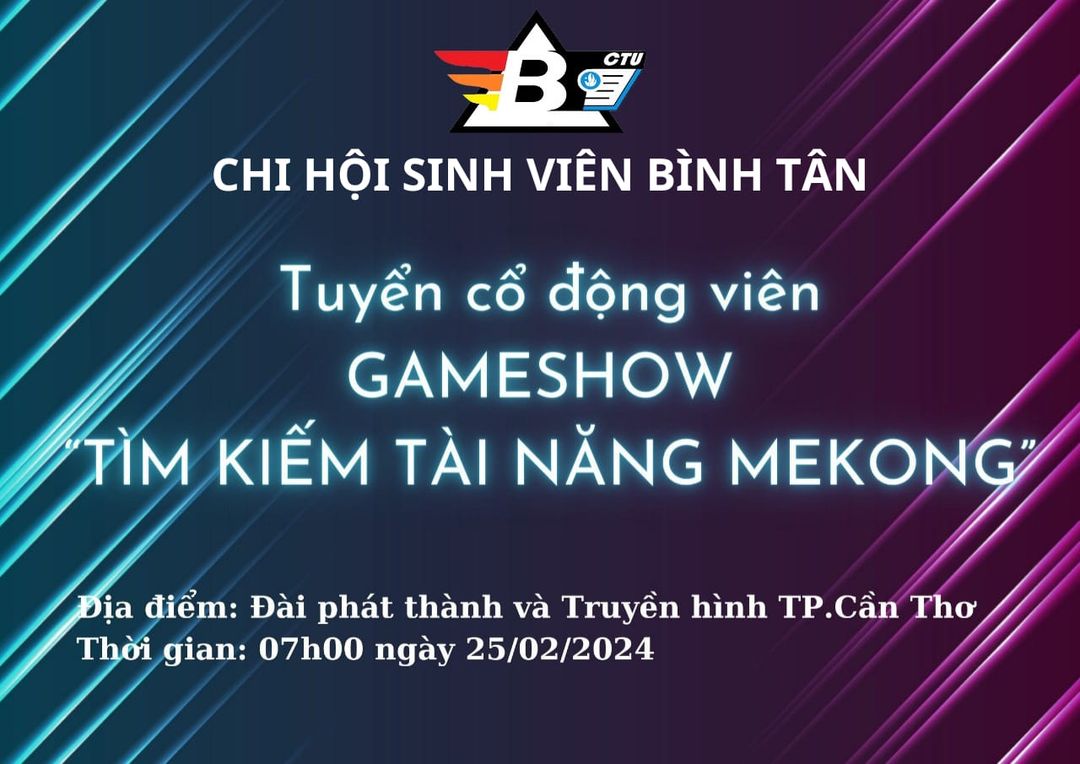 B
CTU
CHI HỘI SINH VIÊN BÌNH TÂN
Tuyển cổ động viên
GAMESHOW
“TÌM KIẾM TÀI NĂNG MEKONG”
Địa điểm: Đài phát thành và Truyền hình TP.Cần Thơ
Thời gian: 07h00 ngày 25/02/2024